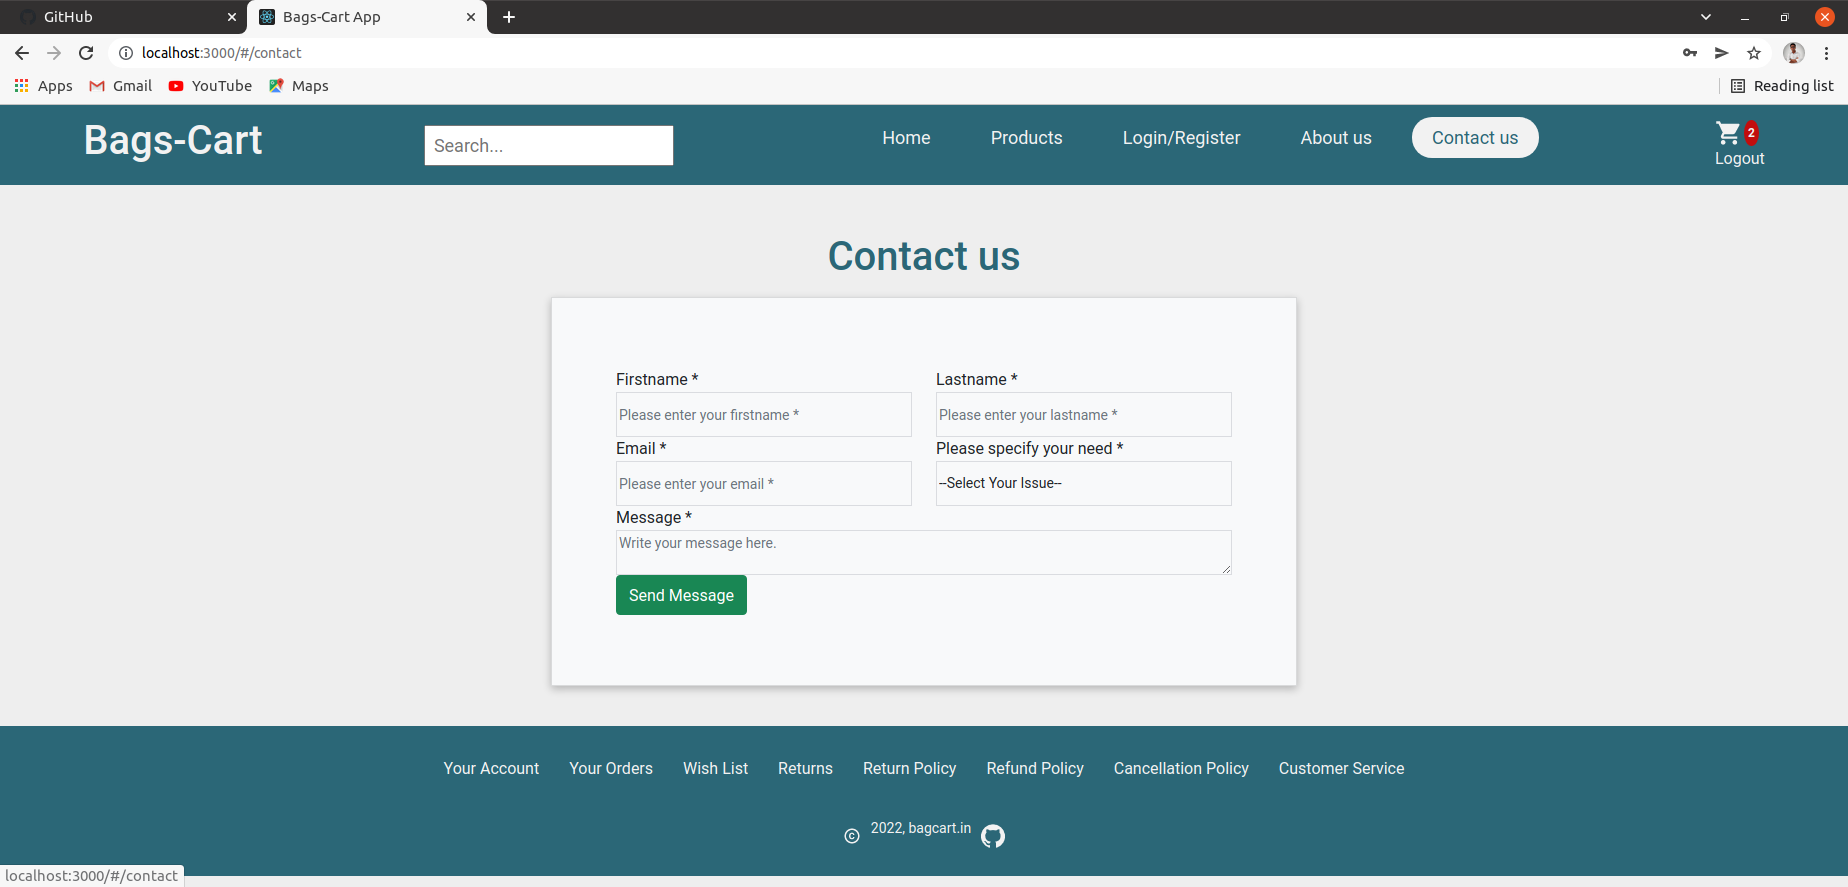 GitHub
Bags-Cart App
localhost:3000/#/contact
Apps Gmail YouTube Maps Reading list
Bags-Cart
Search...
Home Products Login/Register About us Contact us
2
Logout
Contact us
Firstname * Lastname *
Please enter your firstname * Please enter your lastname *
Email * Please specify your need *
Please enter your email * --Select Your Issue--
Message *
Write your message here.
Send Message
Your Account Your Orders Wish List Returns Return Policy Refund Policy Cancellation Policy Customer Service
© 2022, bagcart.in
localhost:3000/#/contact